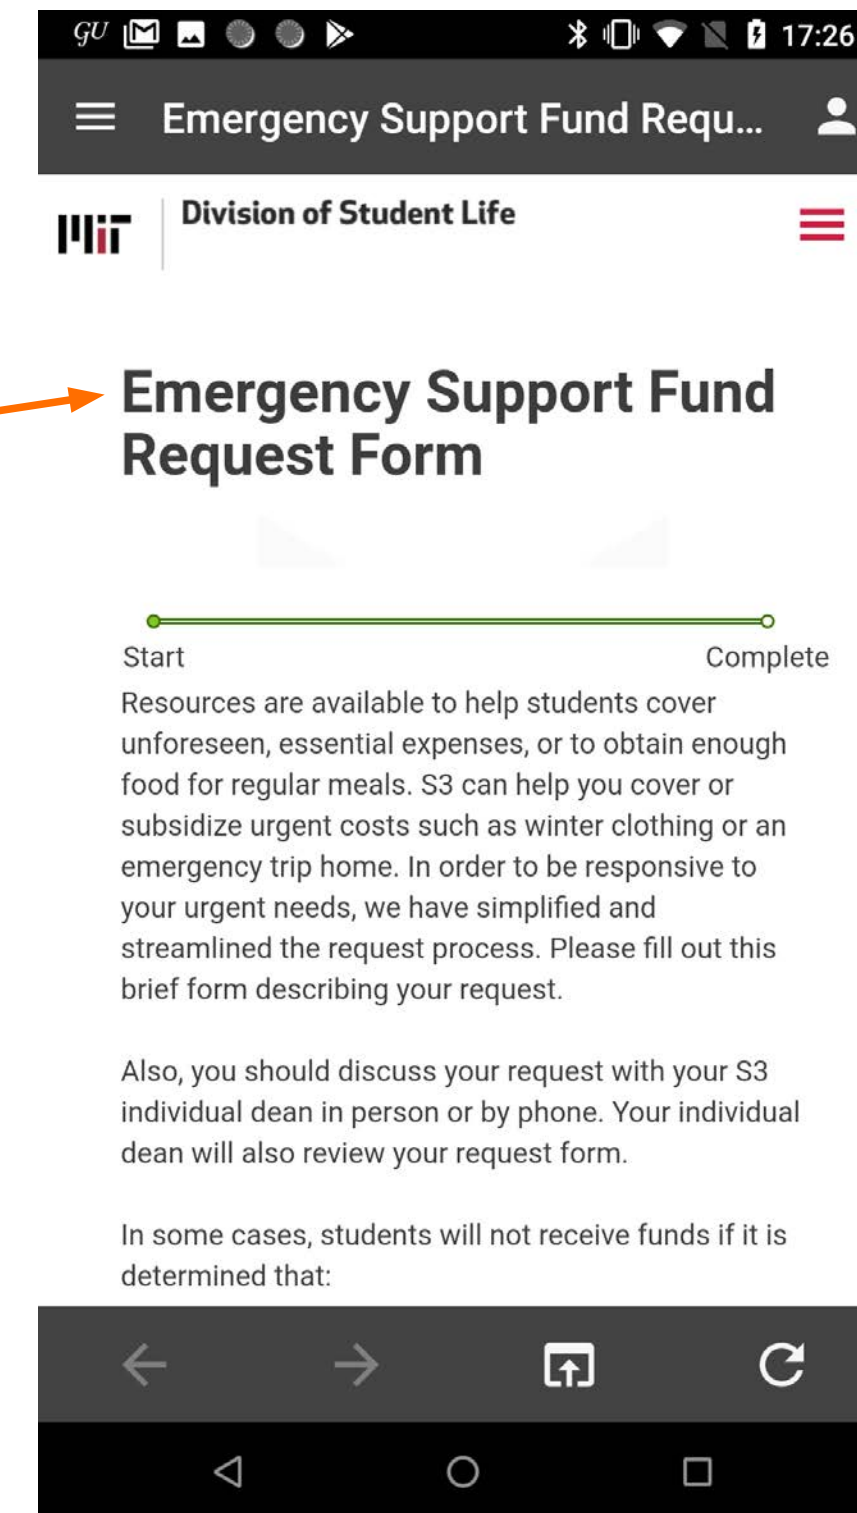 GU 17:26
Emergency Support Fund Requ...
MiT Division of Student Life
Emergency Support Fund
Request Form
Start Complete
Resources are available to help students cover
unforeseen, essential expenses, or to obtain enough
food for regular meals. S3 can help you cover or
subsidize urgent costs such as winter clothing or an
emergency trip home. In order to be responsive to
your urgent needs, we have simplified and
streamlined the request process. Please fill out this
brief form describing your request.
Also, you should discuss your request with your S3
individual dean in person or by phone. Your individual
dean will also review your request form.
In some cases, students will not receive funds if it is
determined that: